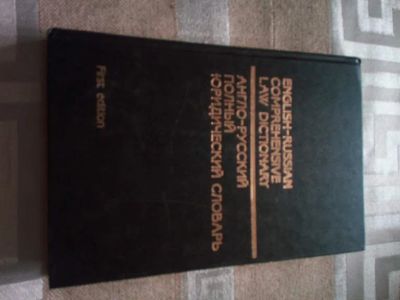 ENGLISH-RUSSIAN
COMPREHENSIVE
LAW DICTIONARY
АНГЛО-РУССКИЙ
ПОЛНЫЙ
ЮРИДИЧЕСКИЙ СЛОВАРЬ
First edition